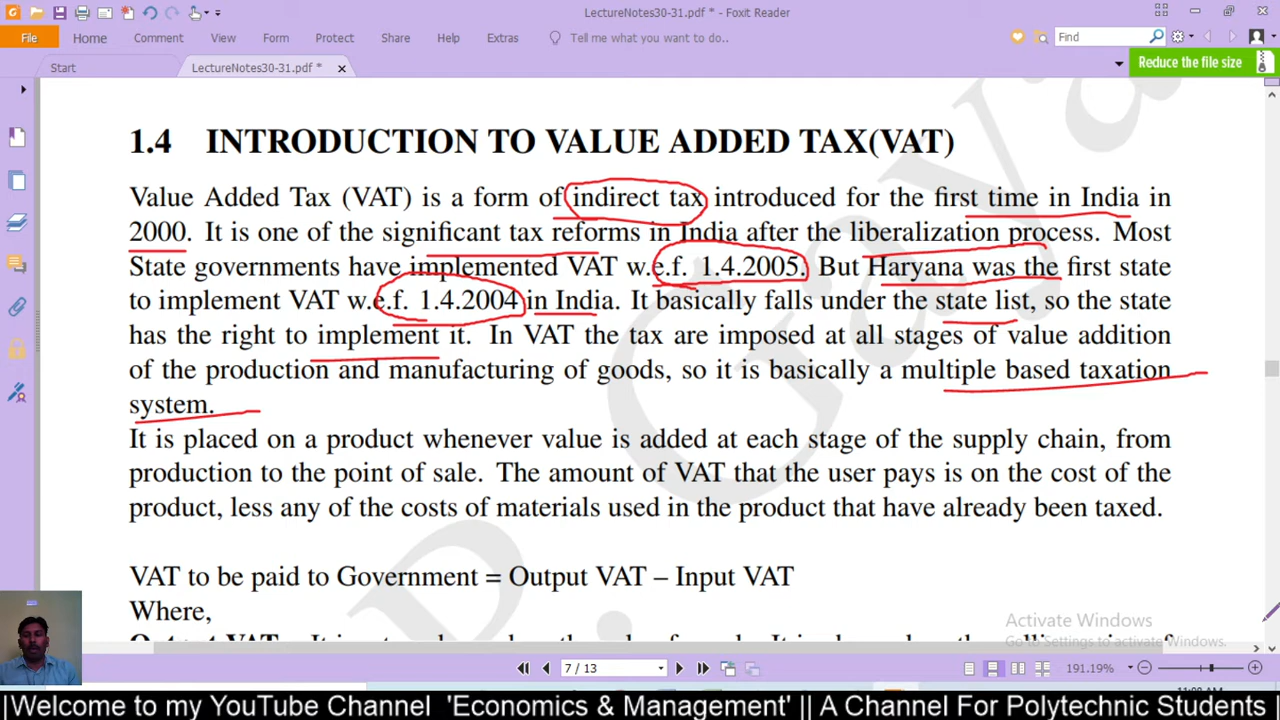 LectureNotes30-31.pdf * - Foxit Reader
File Home Comment View Form Protect Share Help Extras Tell me what you want to do.. Find
Start LectureNotes30-31.pdf * Reduce the file size
1.4 INTRODUCTION TO VALUE ADDED TAX(VAT)
Value Added Tax (VAT) is a form of indirect tax introduced for the first time in India in
2000. It is one of the significant tax reforms in India after the liberalization process. Most
State governments have implemented VAT w.e.f. 1.4.2005. But Haryana was the first state
to implement VAT w.e.f. 1.4.2004 in India. It basically falls under the state list, so the state
has the right to implement it. In VAT the tax are imposed at all stages of value addition
of the production and manufacturing of goods, so it is basically a multiple based taxation
system.
It is placed on a product whenever value is added at each stage of the supply chain, from
production to the point of sale. The amount of VAT that the user pays is on the cost of the
product, less any of the costs of materials used in the product that have already been taxed.
VAT to be paid to Government = Output VAT – Input VAT
Where,
Activate Windows
Go to Settings to activate Windows.
7 / 13 191.19%
|Welcome to my YouTube Channel 'Economics & Management' || A Channel For Polytechnic Students